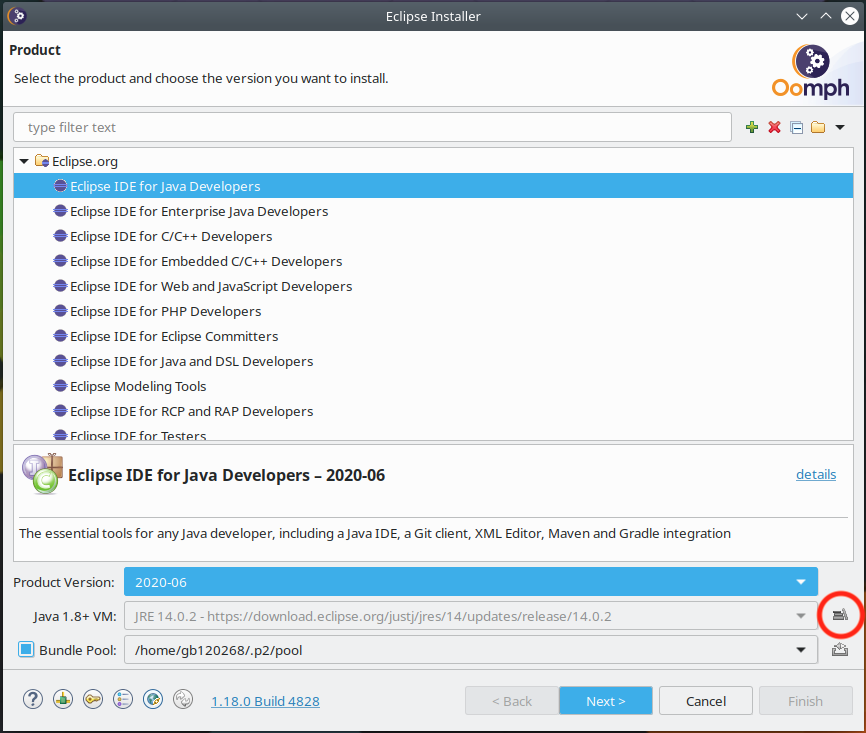 Eclipse Installer
Product
Select the product and choose the version you want to install.
Oomph
type filter text
Eclipse.org
Eclipse IDE for Java Developers
Eclipse IDE for Enterprise Java Developers
Eclipse IDE for C/C++ Developers
Eclipse IDE for Embedded C/C++ Developers
Eclipse IDE for Web and JavaScript Developers
Eclipse IDE for PHP Developers
Eclipse IDE for Eclipse Committers
Eclipse IDE for Java and DSL Developers
Eclipse Modeling Tools
Eclipse IDE for RCP and RAP Developers
Eclipse IDE for Testers
Eclipse IDE for Java Developers – 2020-06 details
The essential tools for any Java developer, including a Java IDE, a Git client, XML Editor, Maven and Gradle integration
Product Version: 2020-06
Java 1.8+ VM: JRE 14.0.2 - https://download.eclipse.org/justj/jres/14/updates/release/14.0.2
Bundle Pool: /home/gb120268/.p2/pool
? 1.18.0 Build 4828 < Back Next > Cancel Finish